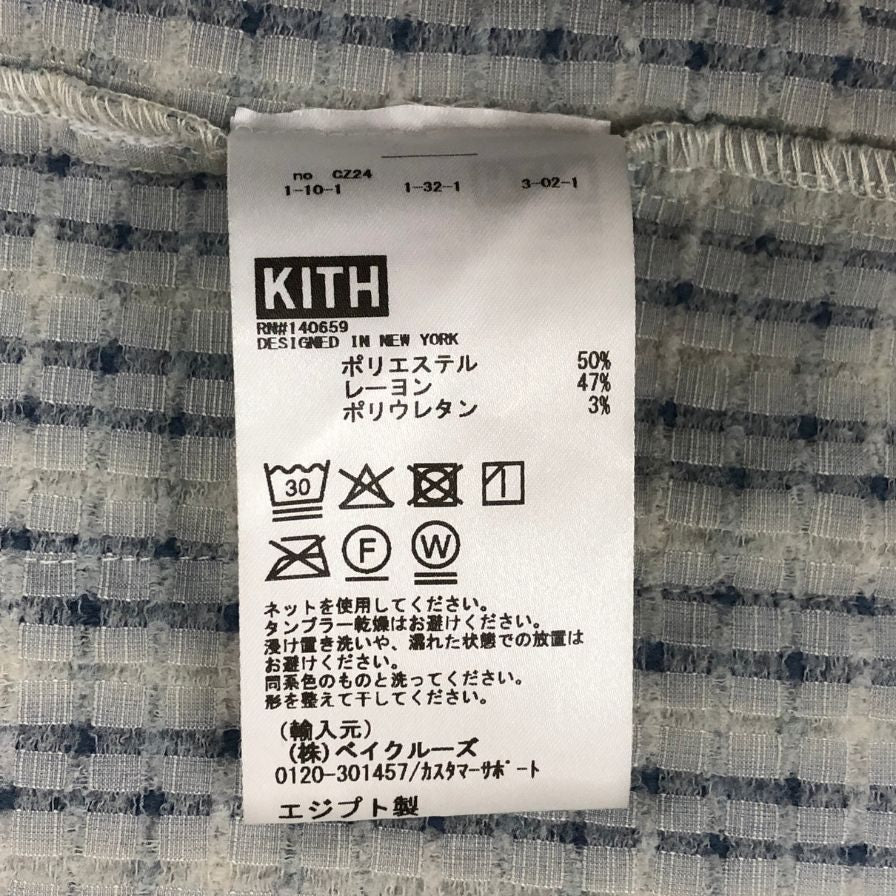 no CZ24
1-10-1 1-32-1 3-02-1
KITH
RN#140659
DESIGNED IN NEW YORK
ポリエステル 50%
レーヨン 47%
ポリウレタン 3%
30
F W
ネットを使用してください。
タンブラー乾燥はお避けください。
浸け置き洗いや、濡れた状態での放置は
お避けください。
同系色のものと洗ってください。
形を整えて干してください。
(輸入元)
(株)ベイクルーズ
0120-301457/ｶｽﾀﾏｰｻﾎﾟｰﾄ
エジプト製